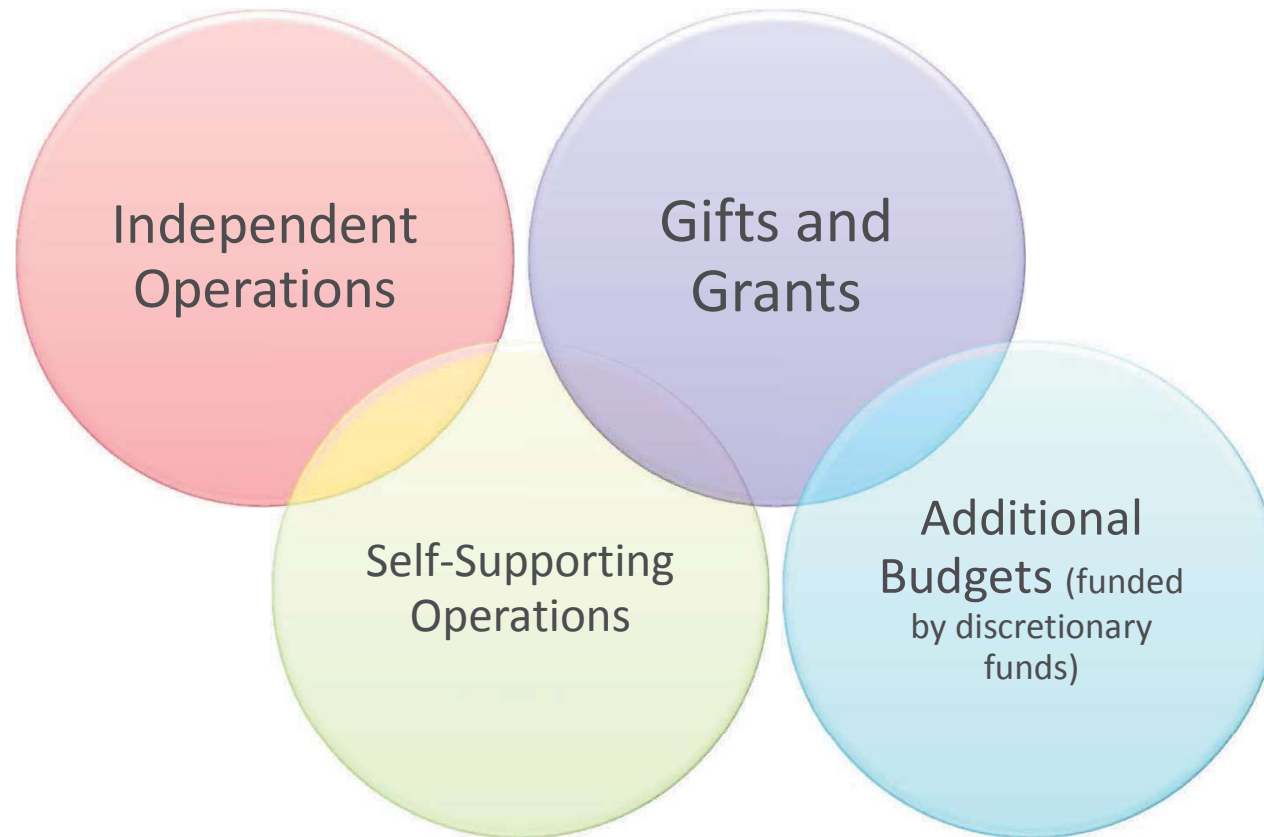 Independent
Operations
Gifts and
Grants
Self-Supporting
Operations
Additional
Budgets (funded
by discretionary
funds)